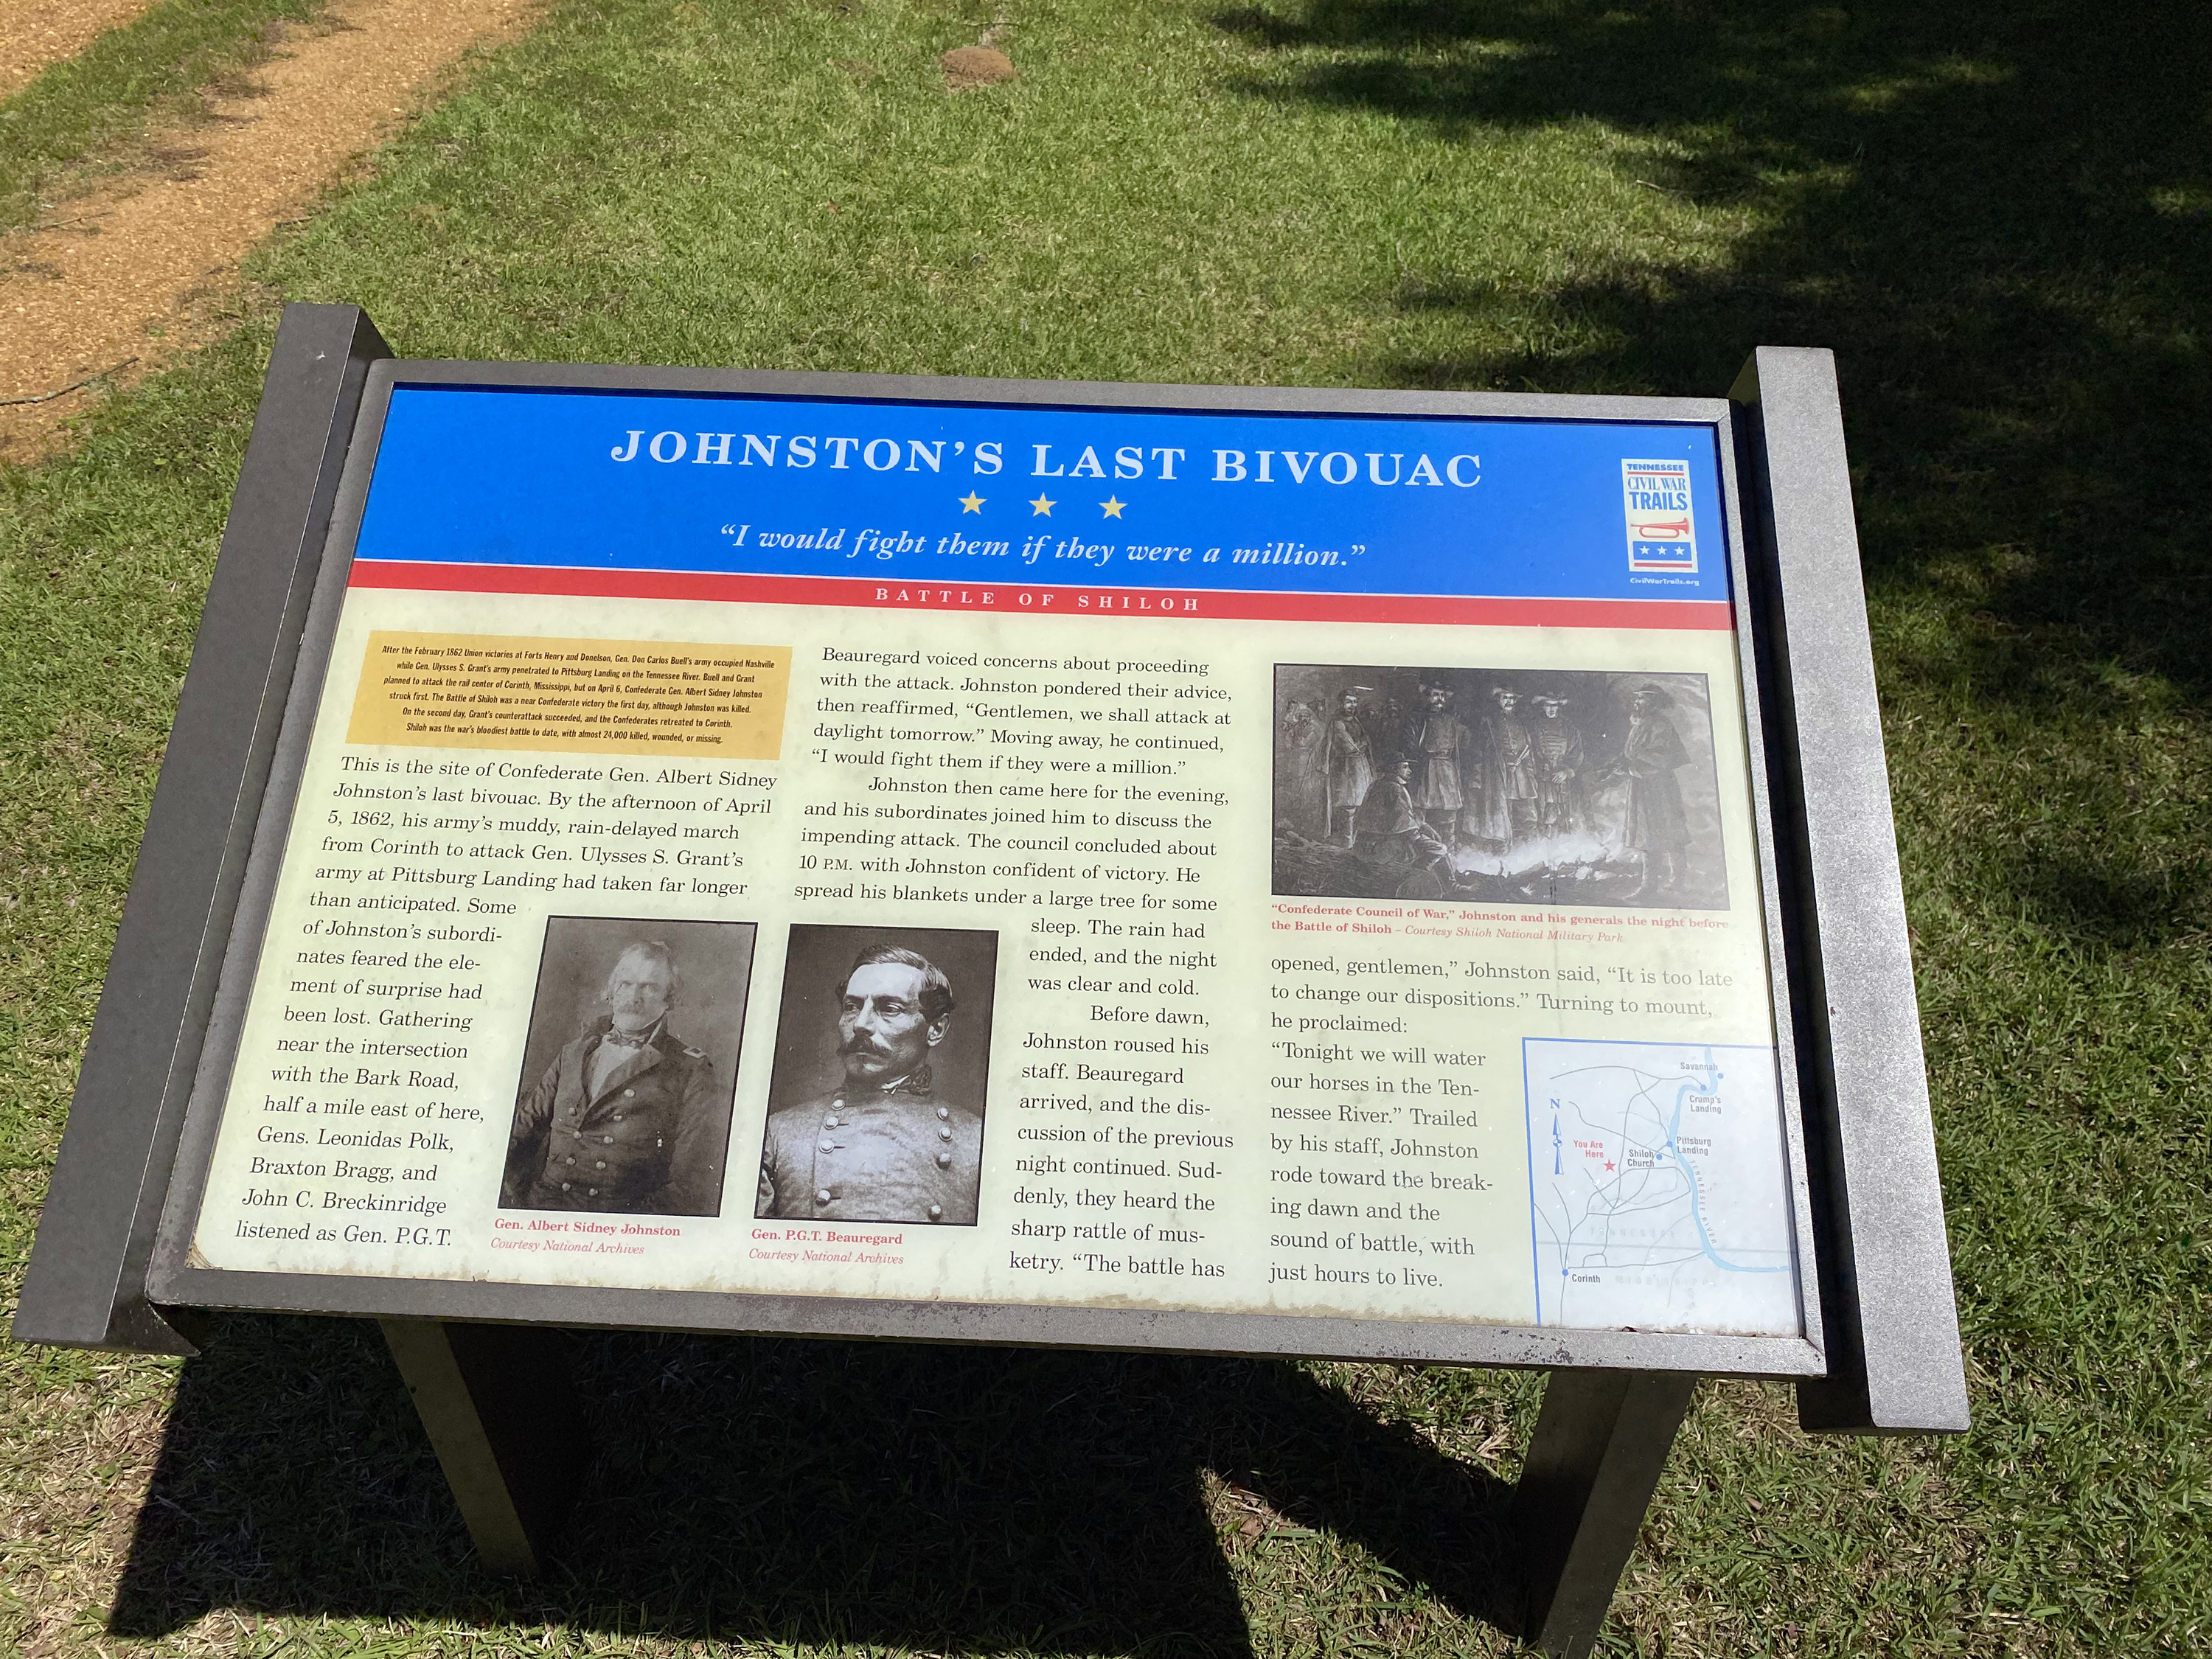 JOHNSTON'S LAST BIVOUAC
“I would fight them if they were a million.”
BATTLE OF SHILOH
TENNESSEE
CIVIL WAR
TRAILS
CivilWarTrails.org
After the February 1862 Union victories at Forts Henry and Donelson, Gen. Don Carlos Buell's army occupied Nashville
while Gen. Ulysses S. Grant's army penetrated to Pittsburg Landing on the Tennessee River. Buell and Grant
planned to attack the rail center of Corinth, Mississippi, but on April 6, Confederate Gen. Albert Sidney Johnston
struck first. The Battle of Shiloh was a near Confederate victory the first day, although Johnston was killed.
On the second day, Grant's counterattack succeeded, and the Confederates retreated to Corinth.
Shiloh was the war's bloodiest battle to date, with almost 24,000 killed, wounded, or missing.
This is the site of Confederate Gen. Albert Sidney
Johnston's last bivouac. By the afternoon of April
5, 1862, his army's muddy, rain-delayed march
from Corinth to attack Gen. Ulysses S. Grant's
army at Pittsburg Landing had taken far longer
than anticipated. Some
of Johnston's subordi-
nates feared the ele-
ment of surprise had
been lost. Gathering
near the intersection
with the Bark Road,
half a mile east of here,
Gens. Leonidas Polk,
Braxton Bragg, and
John C. Breckinridge
listened as Gen. P.G.T.
Gen. Albert Sidney Johnston
Courtesy National Archives
Gen. P.G.T. Beauregard
Courtesy National Archives
Beauregard voiced concerns about proceeding
with the attack. Johnston pondered their advice,
then reaffirmed, “Gentlemen, we shall attack at
daylight tomorrow.” Moving away, he continued,
“I would fight them if they were a million.”
Johnston then came here for the evening,
and his subordinates joined him to discuss the
impending attack. The council concluded about
10 P.M. with Johnston confident of victory. He
spread his blankets under a large tree for some
sleep. The rain had
ended, and the night
was clear and cold.
Before dawn,
Johnston roused his
staff. Beauregard
arrived, and the dis-
cussion of the previous
night continued. Sud-
denly, they heard the
sharp rattle of mus-
ketry. “The battle has
“Confederate Council of War,” Johnston and his generals the night before
the Battle of Shiloh – Courtesy Shiloh National Military Park
opened, gentlemen,” Johnston said, “It is too late
to change our dispositions.” Turning to mount,
he proclaimed:
“Tonight we will water
our horses in the Ten-
nessee River.” Trailed
by his staff, Johnston
rode toward the break-
ing dawn and the
sound of battle, with
just hours to live.
Savannah
Crump's
Landing
N
You Are
Here
Pittsburg
Landing
Shiloh
Church
TENNESSEE RIVER
TENNESSEE
Corinth